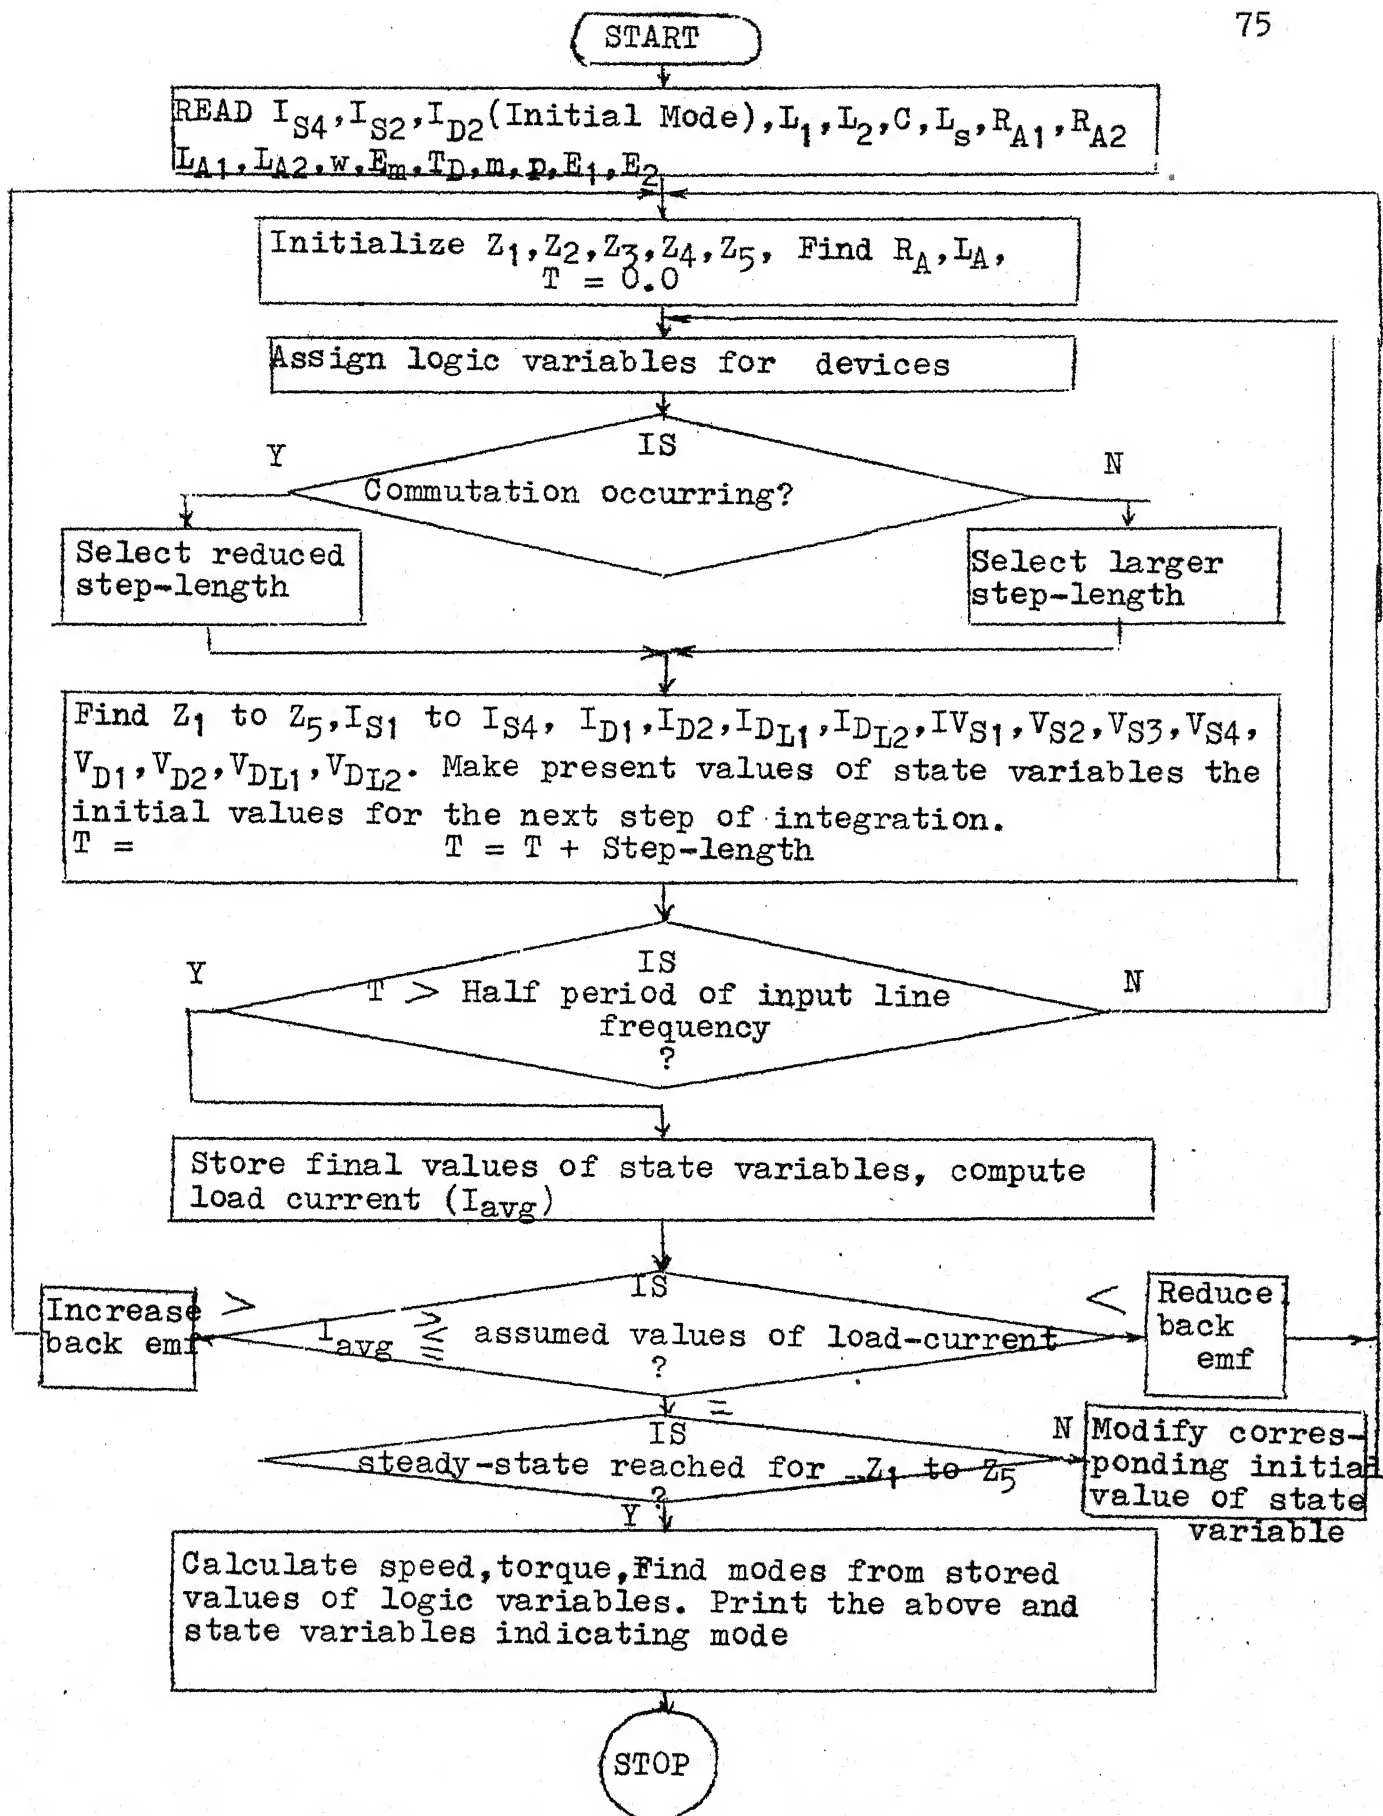 75
START
READ I_S4, I_S2, I_D2(Initial Mode), L_1, L_2, C, L_s, R_A1, R_A2
L_A1, L_A2, w, E_m, T_D, m, p, E_1, E_2
Initialize Z_1, Z_2, Z_3, Z_4, Z_5, Find R_A, L_A,
T = 0.0
Assign logic variables for devices
IS
Y
N
Commutation occurring?
Select reduced
step-length
Select larger
step-length
Find Z_1 to Z_5, I_S1 to I_S4, I_D1, I_D2, I_DL1, I_DL2, IV_S1, V_S2, V_S3, V_S4,
V_D1, V_D2, V_DL1, V_DL2. Make present values of state variables the
initial values for the next step of integration.
T = T = T + Step-length
IS
Y
N
T > Half period of input line
frequency
?
Store final values of state variables, compute
load current (I_avg)
IS
Increase >
back emf
I_avg ⋛ assumed values of load-current
?
<
Reduce
back
emf
=
IS
steady-state reached for Z_1 to Z_5
?
N
Modify corres-
ponding initial
value of state
variable
Y
Calculate speed, torque, Find modes from stored
values of logic variables. Print the above and
state variables indicating mode
STOP